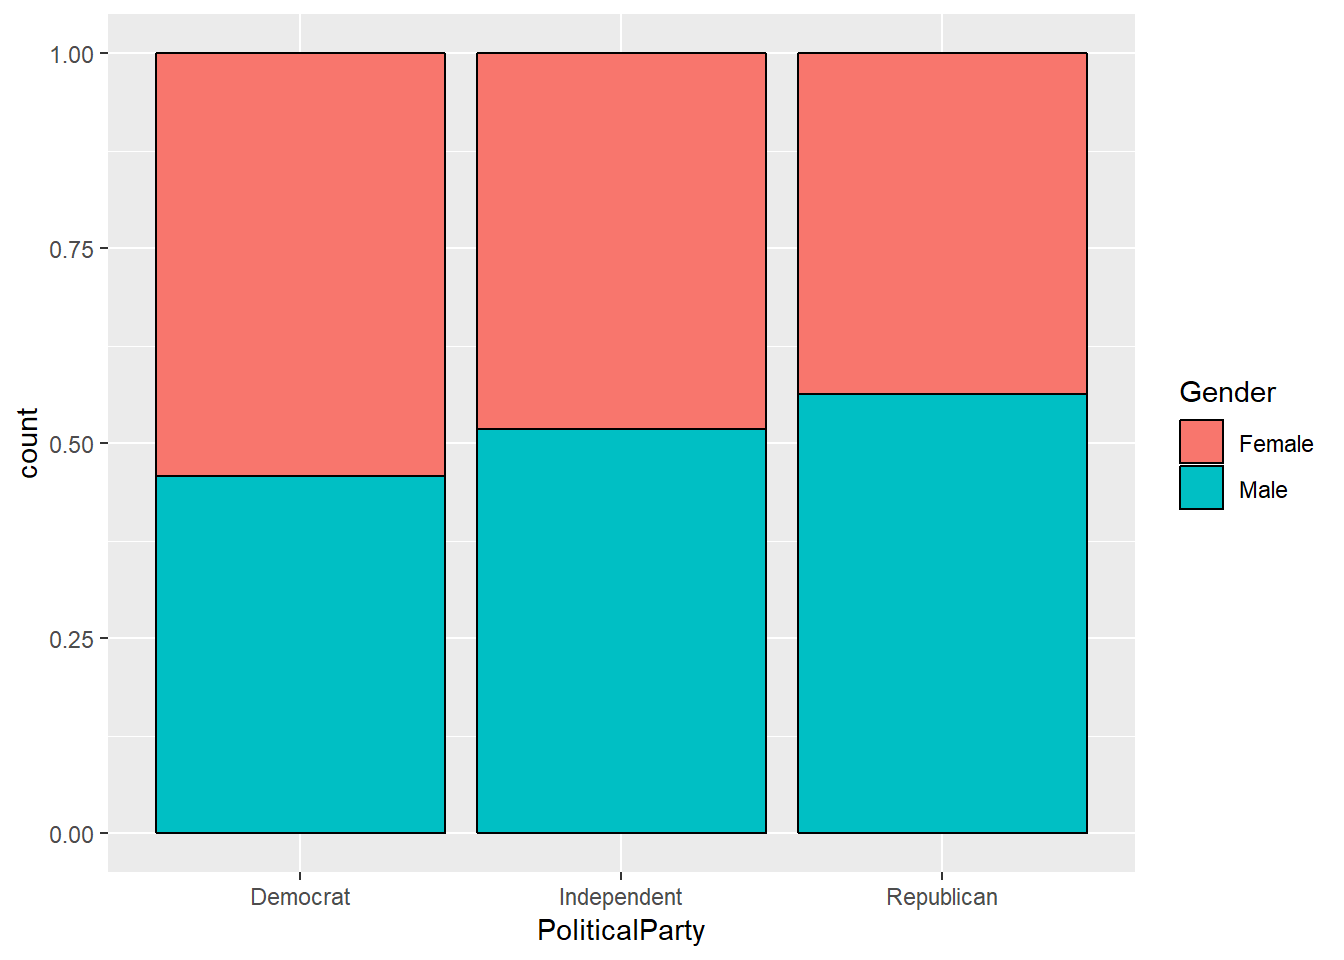 1.00
0.75
0.50
0.25
0.00
count
Democrat
Independent
Republican
PoliticalParty
Gender
Female
Male